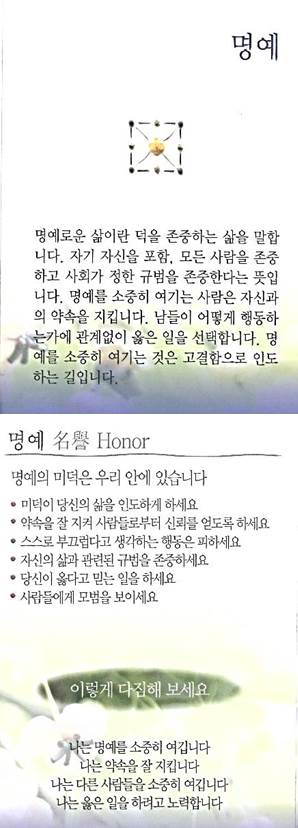 명예
명예로운 삶이란 덕을 존중하는 삶을 말합
니다. 자기 자신을 포함, 모든 사람을 존중
하고 사회가 정한 규범을 존중한다는 뜻입
니다. 명예를 소중히 여기는 사람은 자신과
의 약속을 지킵니다. 남들이 어떻게 행동하
는가에 관계없이 옳은 일을 선택합니다. 명
예를 소중히 여기는 것은 고결함으로 인도
하는 길입니다.
명예 名譽 Honor
명예의 미덕은 우리 안에 있습니다
• 미덕이 당신의 삶을 인도하게 하세요
• 약속을 잘 지켜 사람들로부터 신뢰를 얻도록 하세요
• 스스로 부끄럽다고 생각하는 행동은 피하세요
• 자신의 삶과 관련된 규범을 존중하세요
• 당신이 옳다고 믿는 일을 하세요
• 사람들에게 모범을 보이세요
이렇게 다짐해 보세요
나는 명예를 소중히 여깁니다
나는 약속을 잘 지킵니다
나는 다른 사람들을 소중히 여깁니다
나는 옳은 일을 하려고 노력합니다